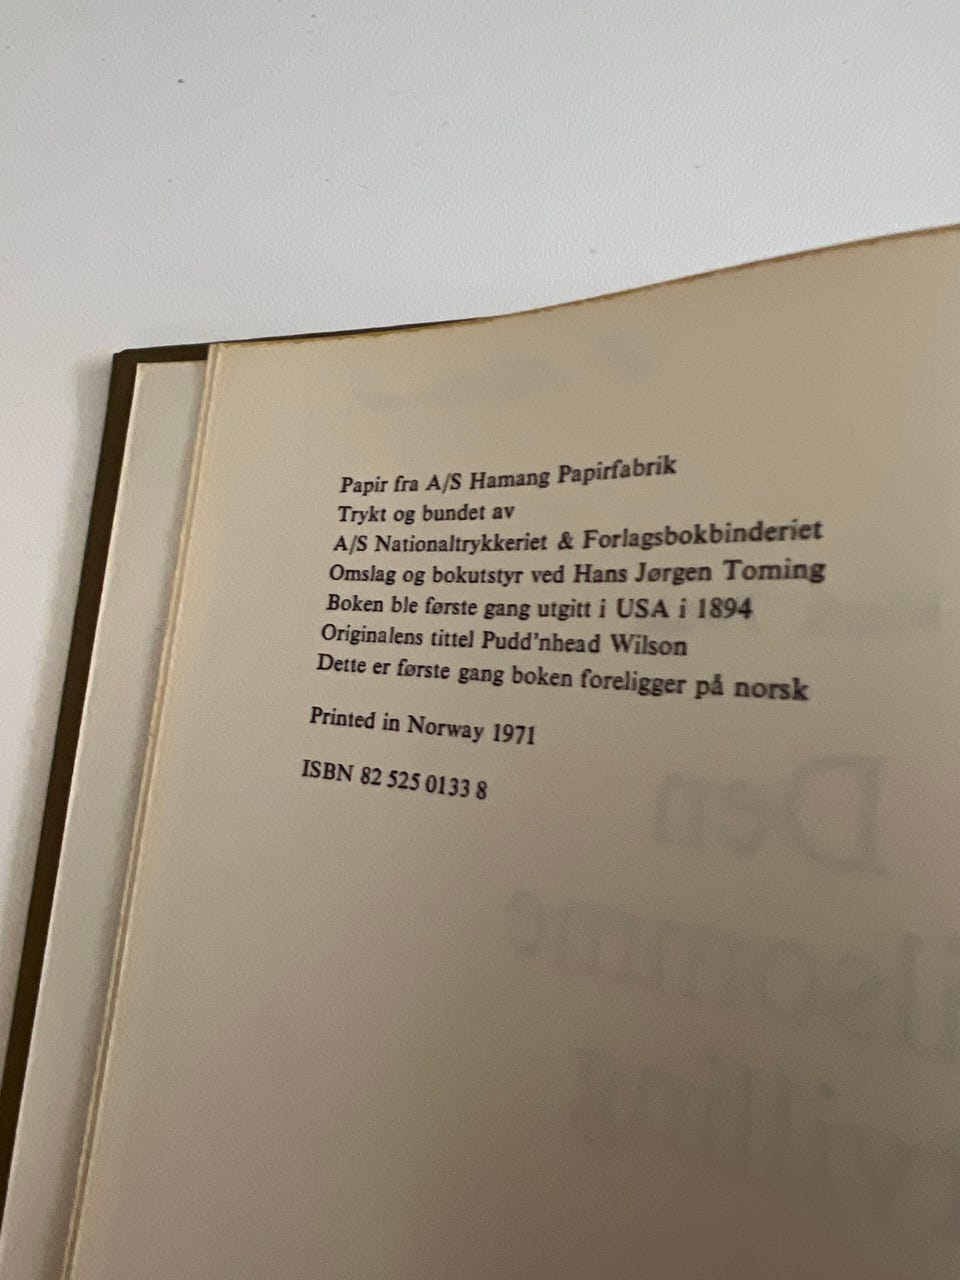 Papir fra A/S Hamang Papirfabrik
Trykt og bundet av
A/S Nationaltrykkeriet & Forlagsbokbinderiet
Omslag og bokutstyr ved Hans Jørgen Toming
Boken ble første gang utgitt i USA i 1894
Originalens tittel Pudd'nhead Wilson
Dette er første gang boken foreligger på norsk
Printed in Norway 1971
ISBN 82 525 0133 8
Den